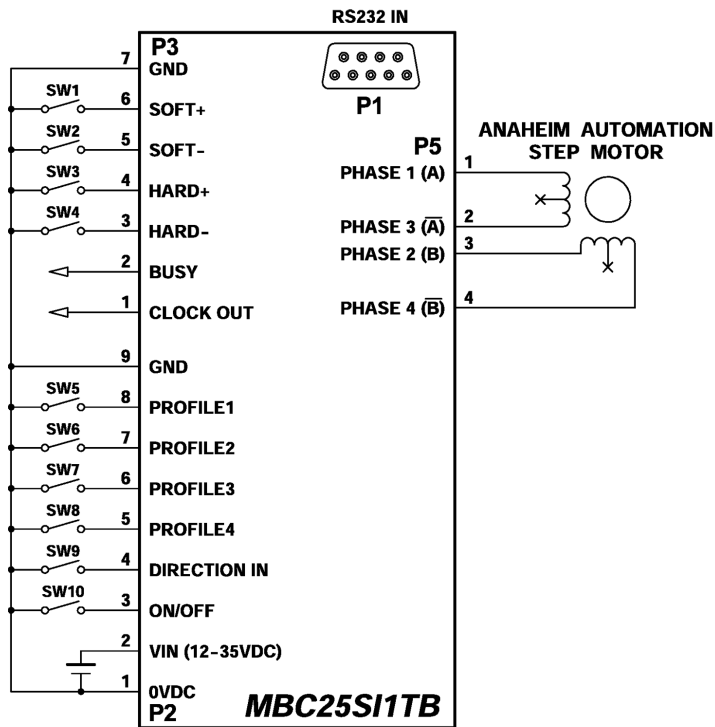 RS232 IN
P3
P1
7 GND
SW1
6 SOFT+
SW2
5 SOFT-
SW3
4 HARD+
SW4
3 HARD-
2 BUSY
1 CLOCK OUT
9 GND
SW5
8 PROFILE1
SW6
7 PROFILE2
SW7
6 PROFILE3
SW8
5 PROFILE4
SW9
4 DIRECTION IN
SW10
3 ON/OFF
2 VIN (12-35VDC)
1 0VDC
P2
MBC25SI1TB
P5
PHASE 1 (A) 1
PHASE 3 (A̅) 2
PHASE 2 (B) 3
PHASE 4 (B̅) 4
ANAHEIM AUTOMATION
STEP MOTOR